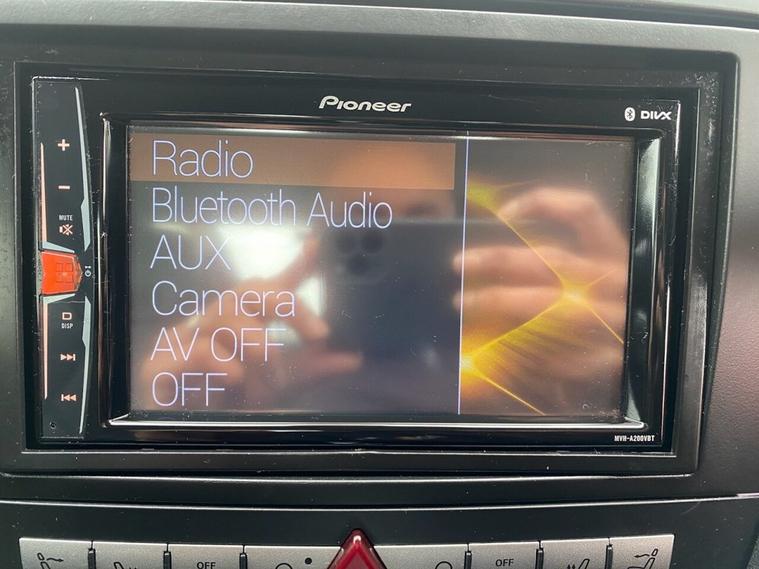 Pioneer
DIVX
+
−
MUTE
D
DISP
Radio
Bluetooth Audio
AUX
Camera
AV OFF
OFF
MVH-A200VBT
OFF
OFF